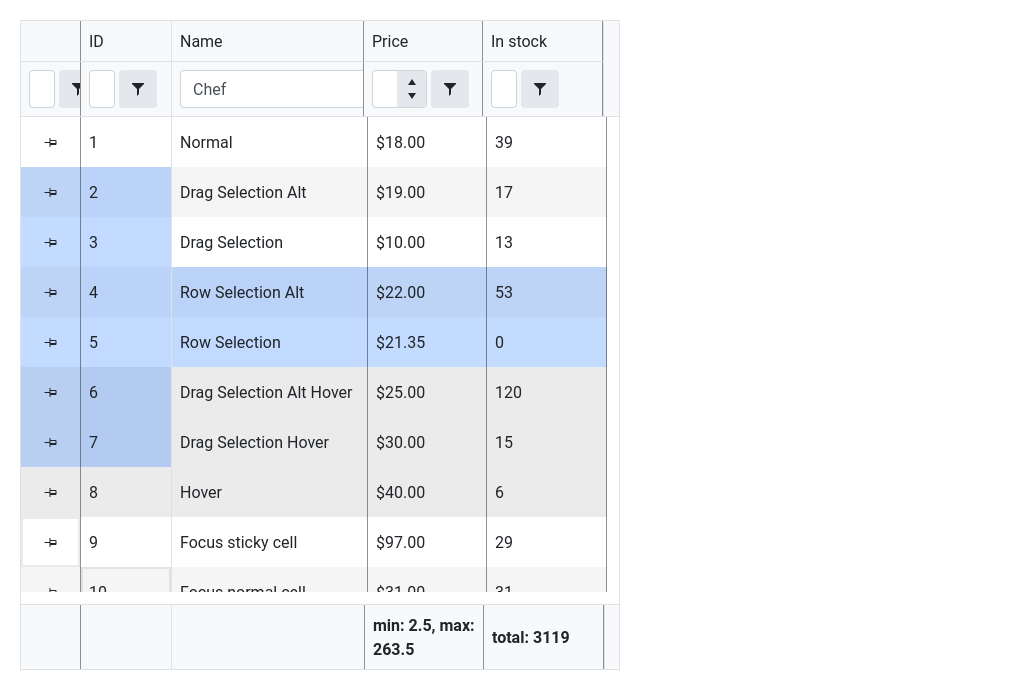 ID Name Price In stock
Chef
1 Normal $18.00 39
2 Drag Selection Alt $19.00 17
3 Drag Selection $10.00 13
4 Row Selection Alt $22.00 53
5 Row Selection $21.35 0
6 Drag Selection Alt Hover $25.00 120
7 Drag Selection Hover $30.00 15
8 Hover $40.00 6
9 Focus sticky cell $97.00 29
10 Focus normal cell $31.00 31
min: 2.5, max:
263.5
total: 3119